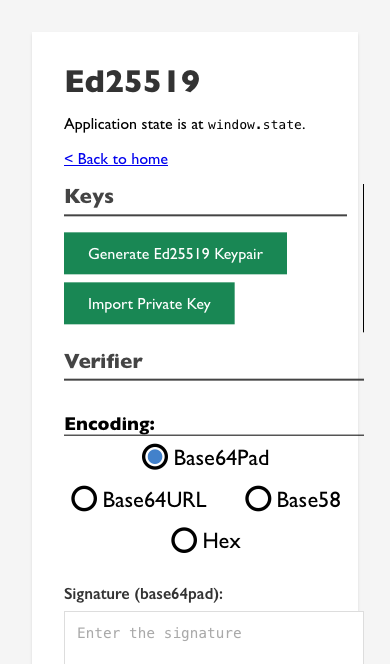 Ed25519
Application state is at window.state.
< Back to home
Keys
Generate Ed25519 Keypair
Import Private Key
Verifier
Encoding:
Base64Pad
Base64URL Base58
Hex
Signature (base64pad):
Enter the signature